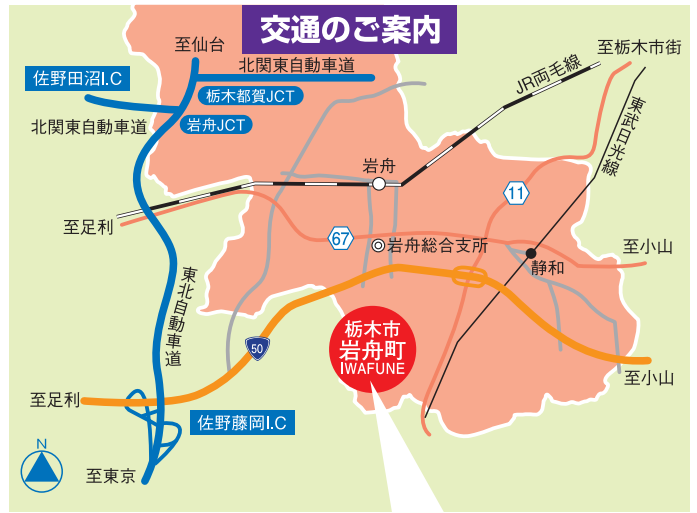 交通のご案内
至仙台
北関東自動車道
佐野田沼I.C
栃木都賀JCT
北関東自動車道
岩舟JCT
JR両毛線
至栃木市街
東武日光線
岩舟
11
至足利
67
岩舟総合支所
静和
至小山
東北自動車道
50
栃木市
岩舟町
IWAFUNE
至小山
至足利
佐野藤岡I.C
N
至東京